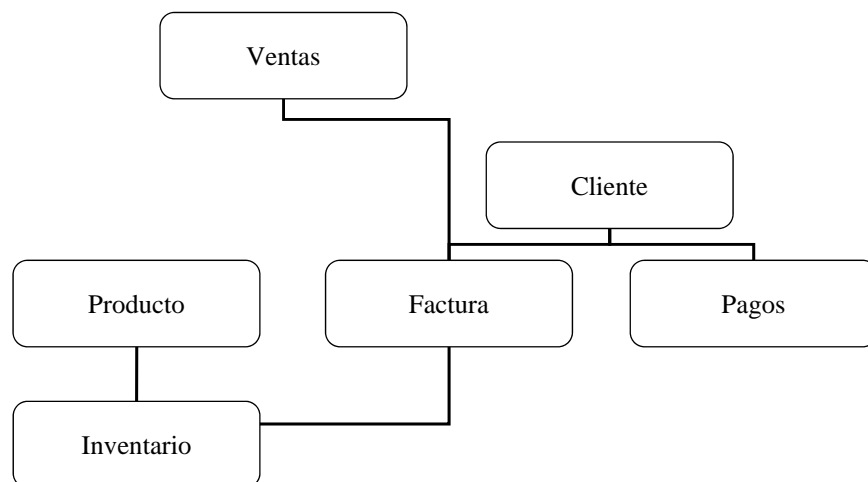 Ventas
Cliente
Producto
Factura
Pagos
Inventario